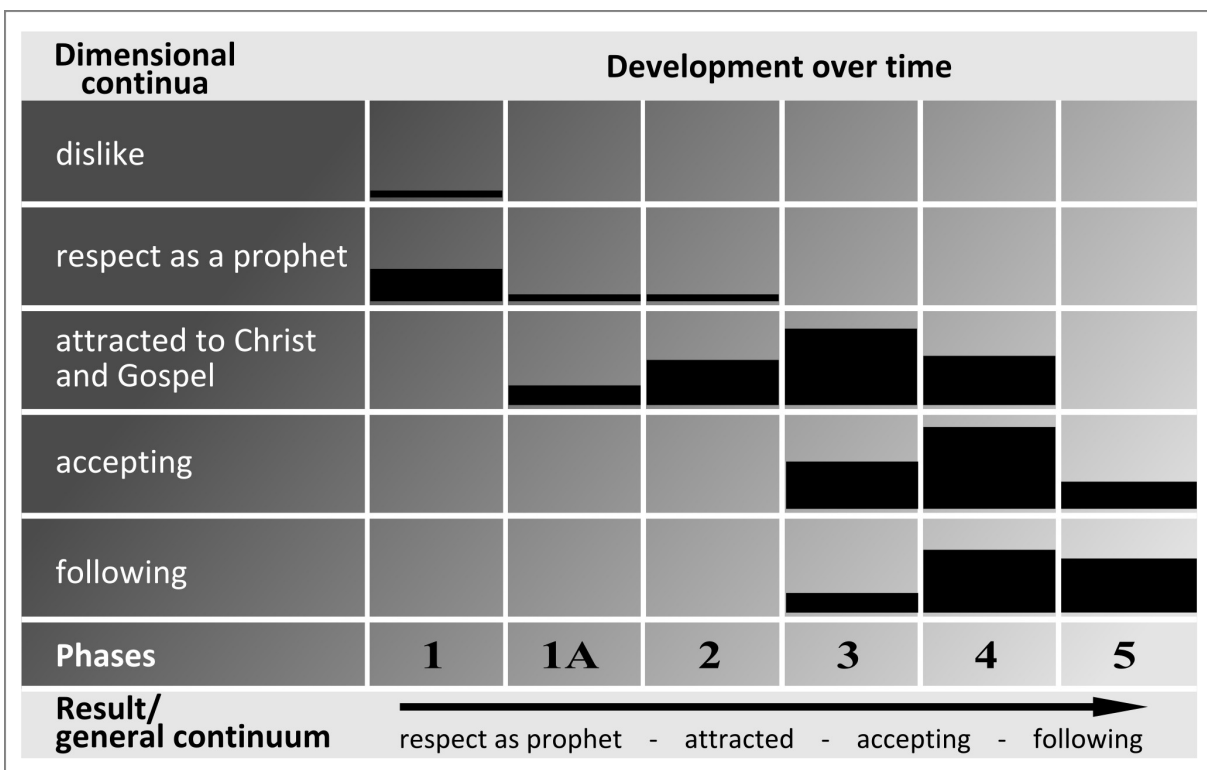 Dimensional
continua
Development over time
dislike
respect as a prophet
attracted to Christ
and Gospel
accepting
following
Phases 1 1A 2 3 4 5
Result/
general continuum
respect as prophet - attracted - accepting - following